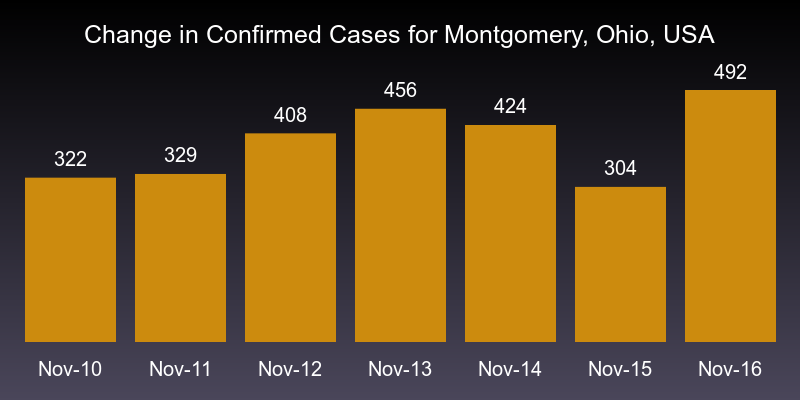 Change in Confirmed Cases for Montgomery, Ohio, USA
322
329
408
456
424
304
492
Nov-10
Nov-11
Nov-12
Nov-13
Nov-14
Nov-15
Nov-16